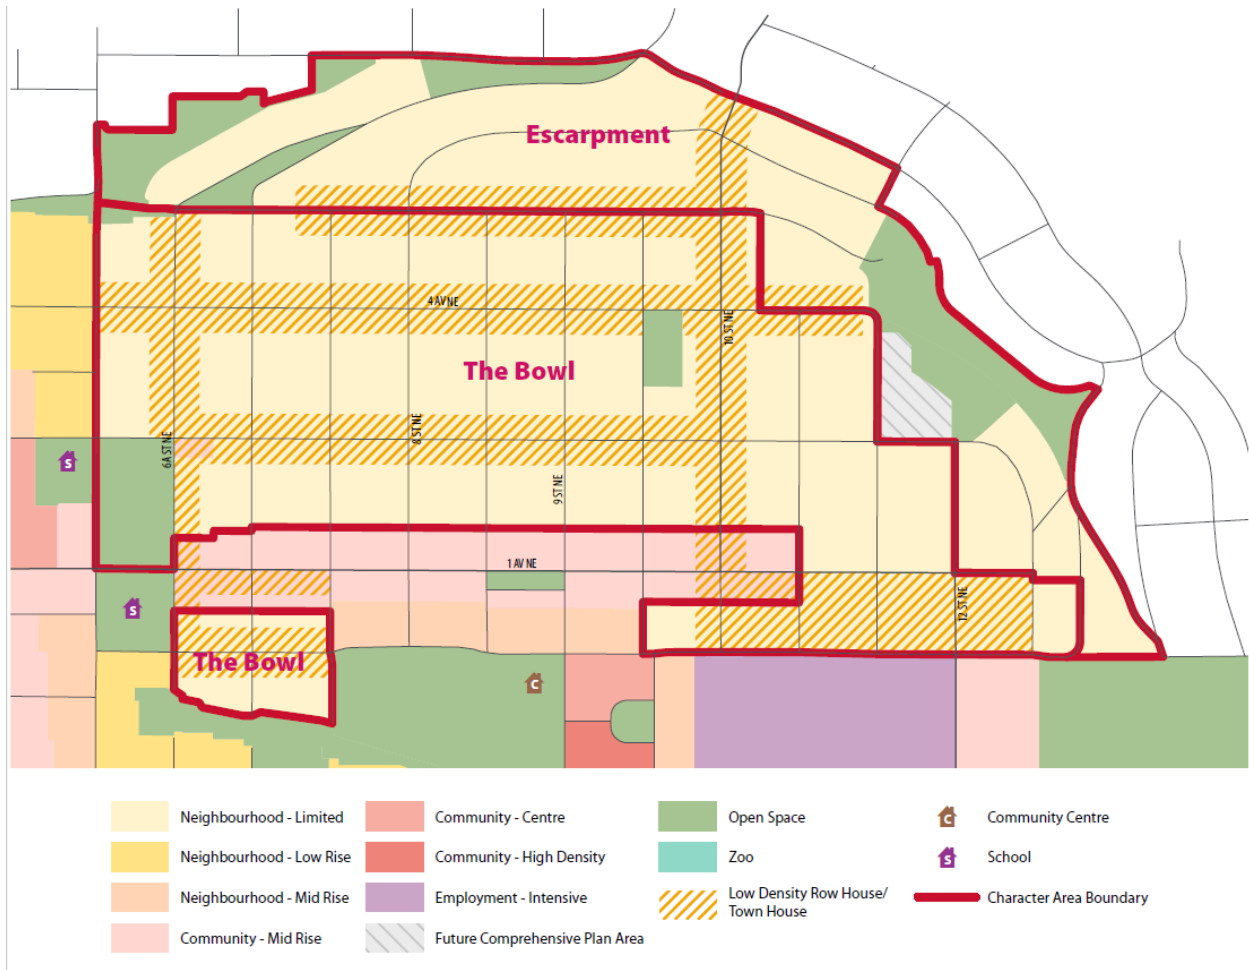 Escarpment
4 AV NE
10 ST NE
The Bowl
8 ST NE
6A ST NE
S
9 ST NE
1 AV NE
12 ST NE
S
The Bowl
C
Neighbourhood - Limited
Neighbourhood - Low Rise
Neighbourhood - Mid Rise
Community - Mid Rise
Community - Centre
Community - High Density
Employment - Intensive
Future Comprehensive Plan Area
Open Space
Zoo
Low Density Row House/
Town House
C
Community Centre
S
School
Character Area Boundary